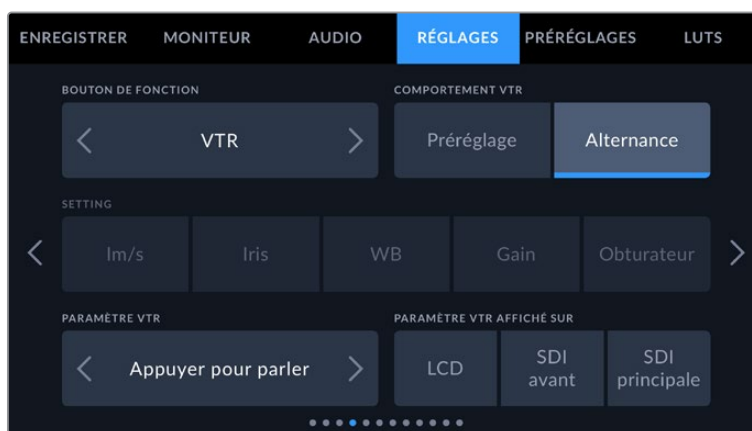 ENREGISTRER MONITEUR AUDIO RÉGLAGES PRÉRÉGLAGES LUTS
BOUTON DE FONCTION COMPORTEMENT VTR
VTR Préréglage Alternance
SETTING
Im/s Iris WB Gain Obturateur
PARAMÈTRE VTR PARAMÈTRE VTR AFFICHÉ SUR
Appuyer pour parler LCD SDI avant SDI principale